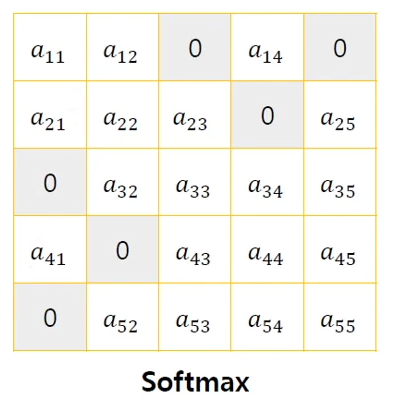 a₁₁ a₁₂ 0 a₁₄ 0
a₂₁ a₂₂ a₂₃ 0 a₂₅
0 a₃₂ a₃₃ a₃₄ a₃₅
a₄₁ 0 a₄₃ a₄₄ a₄₅
0 a₅₂ a₅₃ a₅₄ a₅₅
Softmax